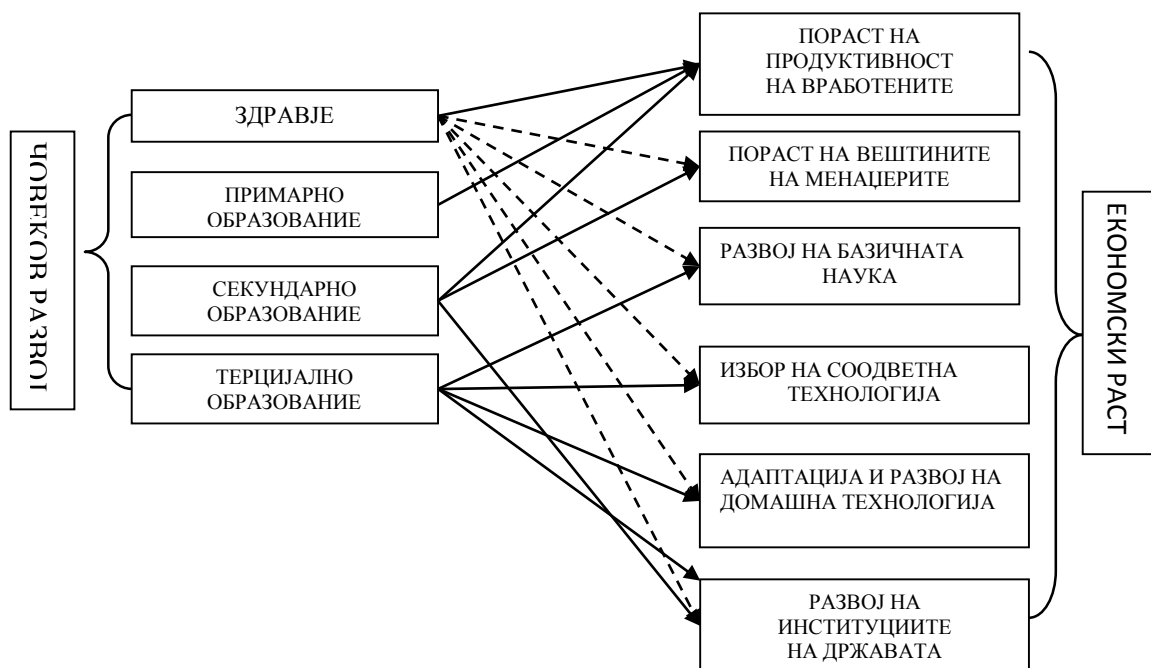 ЧОВЕКОВ РАЗВОЈ
ЗДРАВЈЕ
ПРИМАРНО
ОБРАЗОВАНИЕ
СЕКУНДАРНО
ОБРАЗОВАНИЕ
ТЕРЦИЈАЛНО
ОБРАЗОВАНИЕ
ПОРАСТ НА
ПРОДУКТИВНОСТ
НА ВРАБОТЕНИТЕ
ПОРАСТ НА ВЕШТИНИТЕ
НА МЕНАЏЕРИТЕ
РАЗВОЈ НА БАЗИЧНАТА
НАУКА
ИЗБОР НА СООДВЕТНА
ТЕХНОЛОГИЈА
АДАПТАЦИЈА И РАЗВОЈ НА
ДОМАШНА ТЕХНОЛОГИЈА
РАЗВОЈ НА
ИНСТИТУЦИИТЕ
НА ДРЖАВАТА
ЕКОНОМСКИ РАСТ